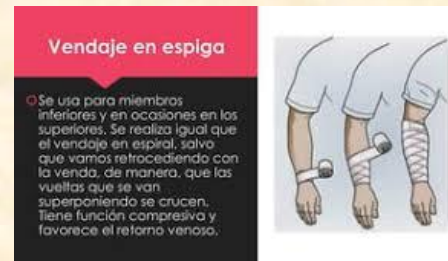 Vendaje en espiga
Se usa para miembros
inferiores y en ocasiones en los
superiores. Se realiza igual que
el vendaje en espiral, salvo
que vamos retrocediendo con
la venda, de manera, que las
vueltas que se van
superponiendo se crucen.
Tiene función compresiva y
favorece el retorno venoso.